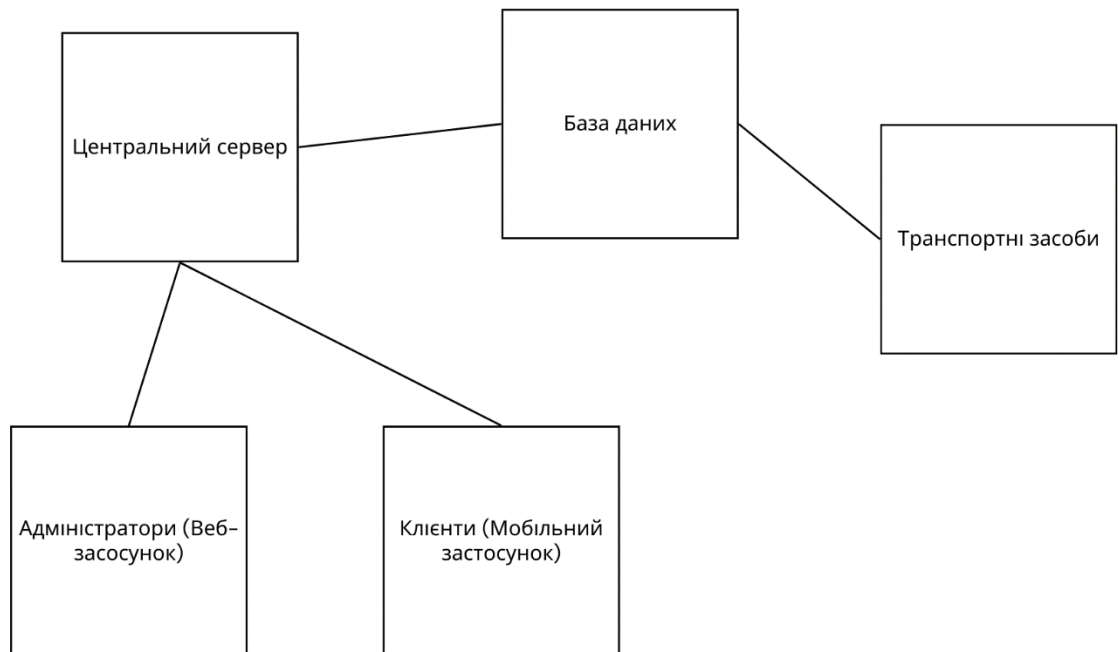 Центральний сервер
База даних
Транспортні засоби
Адміністратори (Веб-
засосунок)
Клієнти (Мобільний
застосунок)